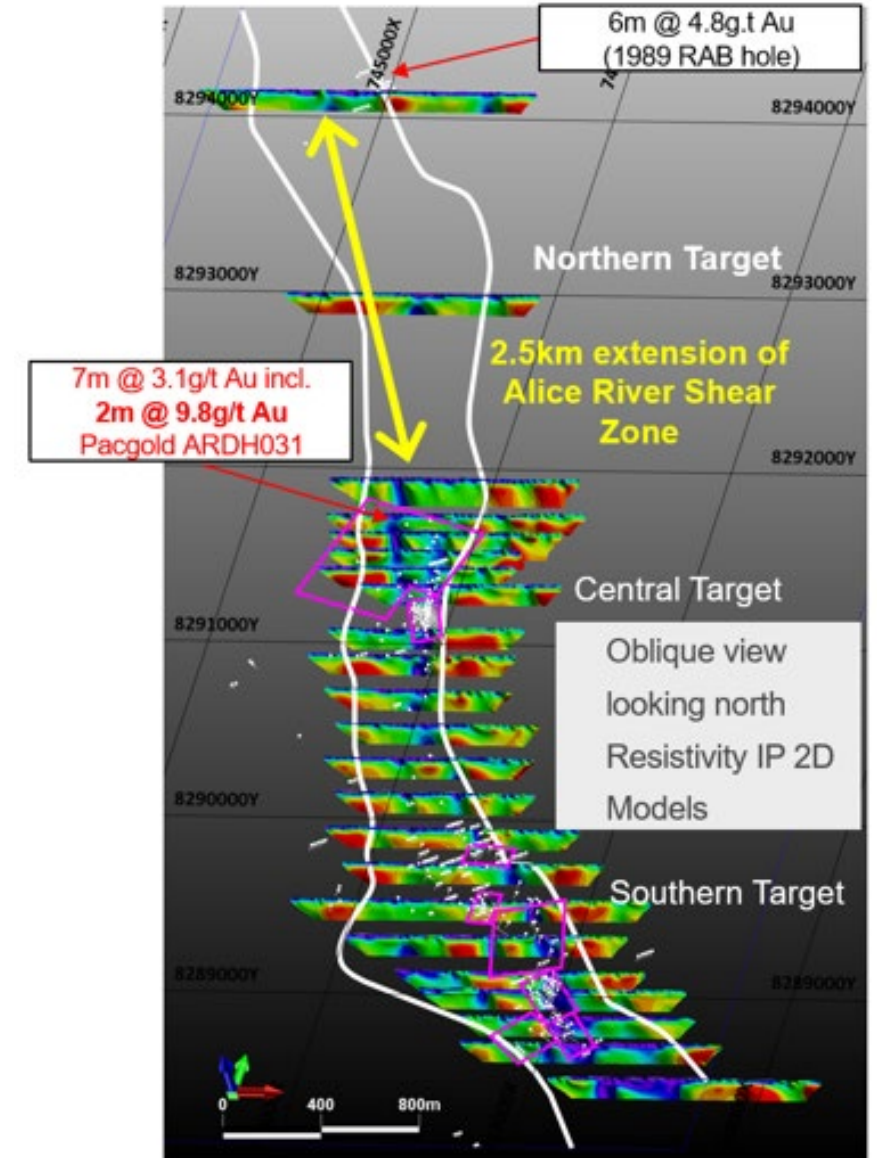 6m @ 4.8g.t Au
(1989 RAB hole)
745000X
8294000Y
8294000Y
Northern Target
8293000Y
8293000Y
2.5km extension of
Alice River Shear
Zone
7m @ 3.1g/t Au incl.
2m @ 9.8g/t Au
Pacgold ARDH031
8292000Y
Central Target
8291000Y
Oblique view
looking north
Resistivity IP 2D
Models
8290000Y
Southern Target
8289000Y
8289000Y
0 400 800m